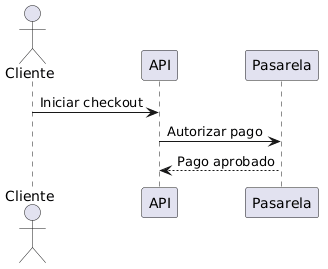 Cliente
API
Pasarela
Iniciar checkout
Autorizar pago
Pago aprobado
Cliente
API
Pasarela